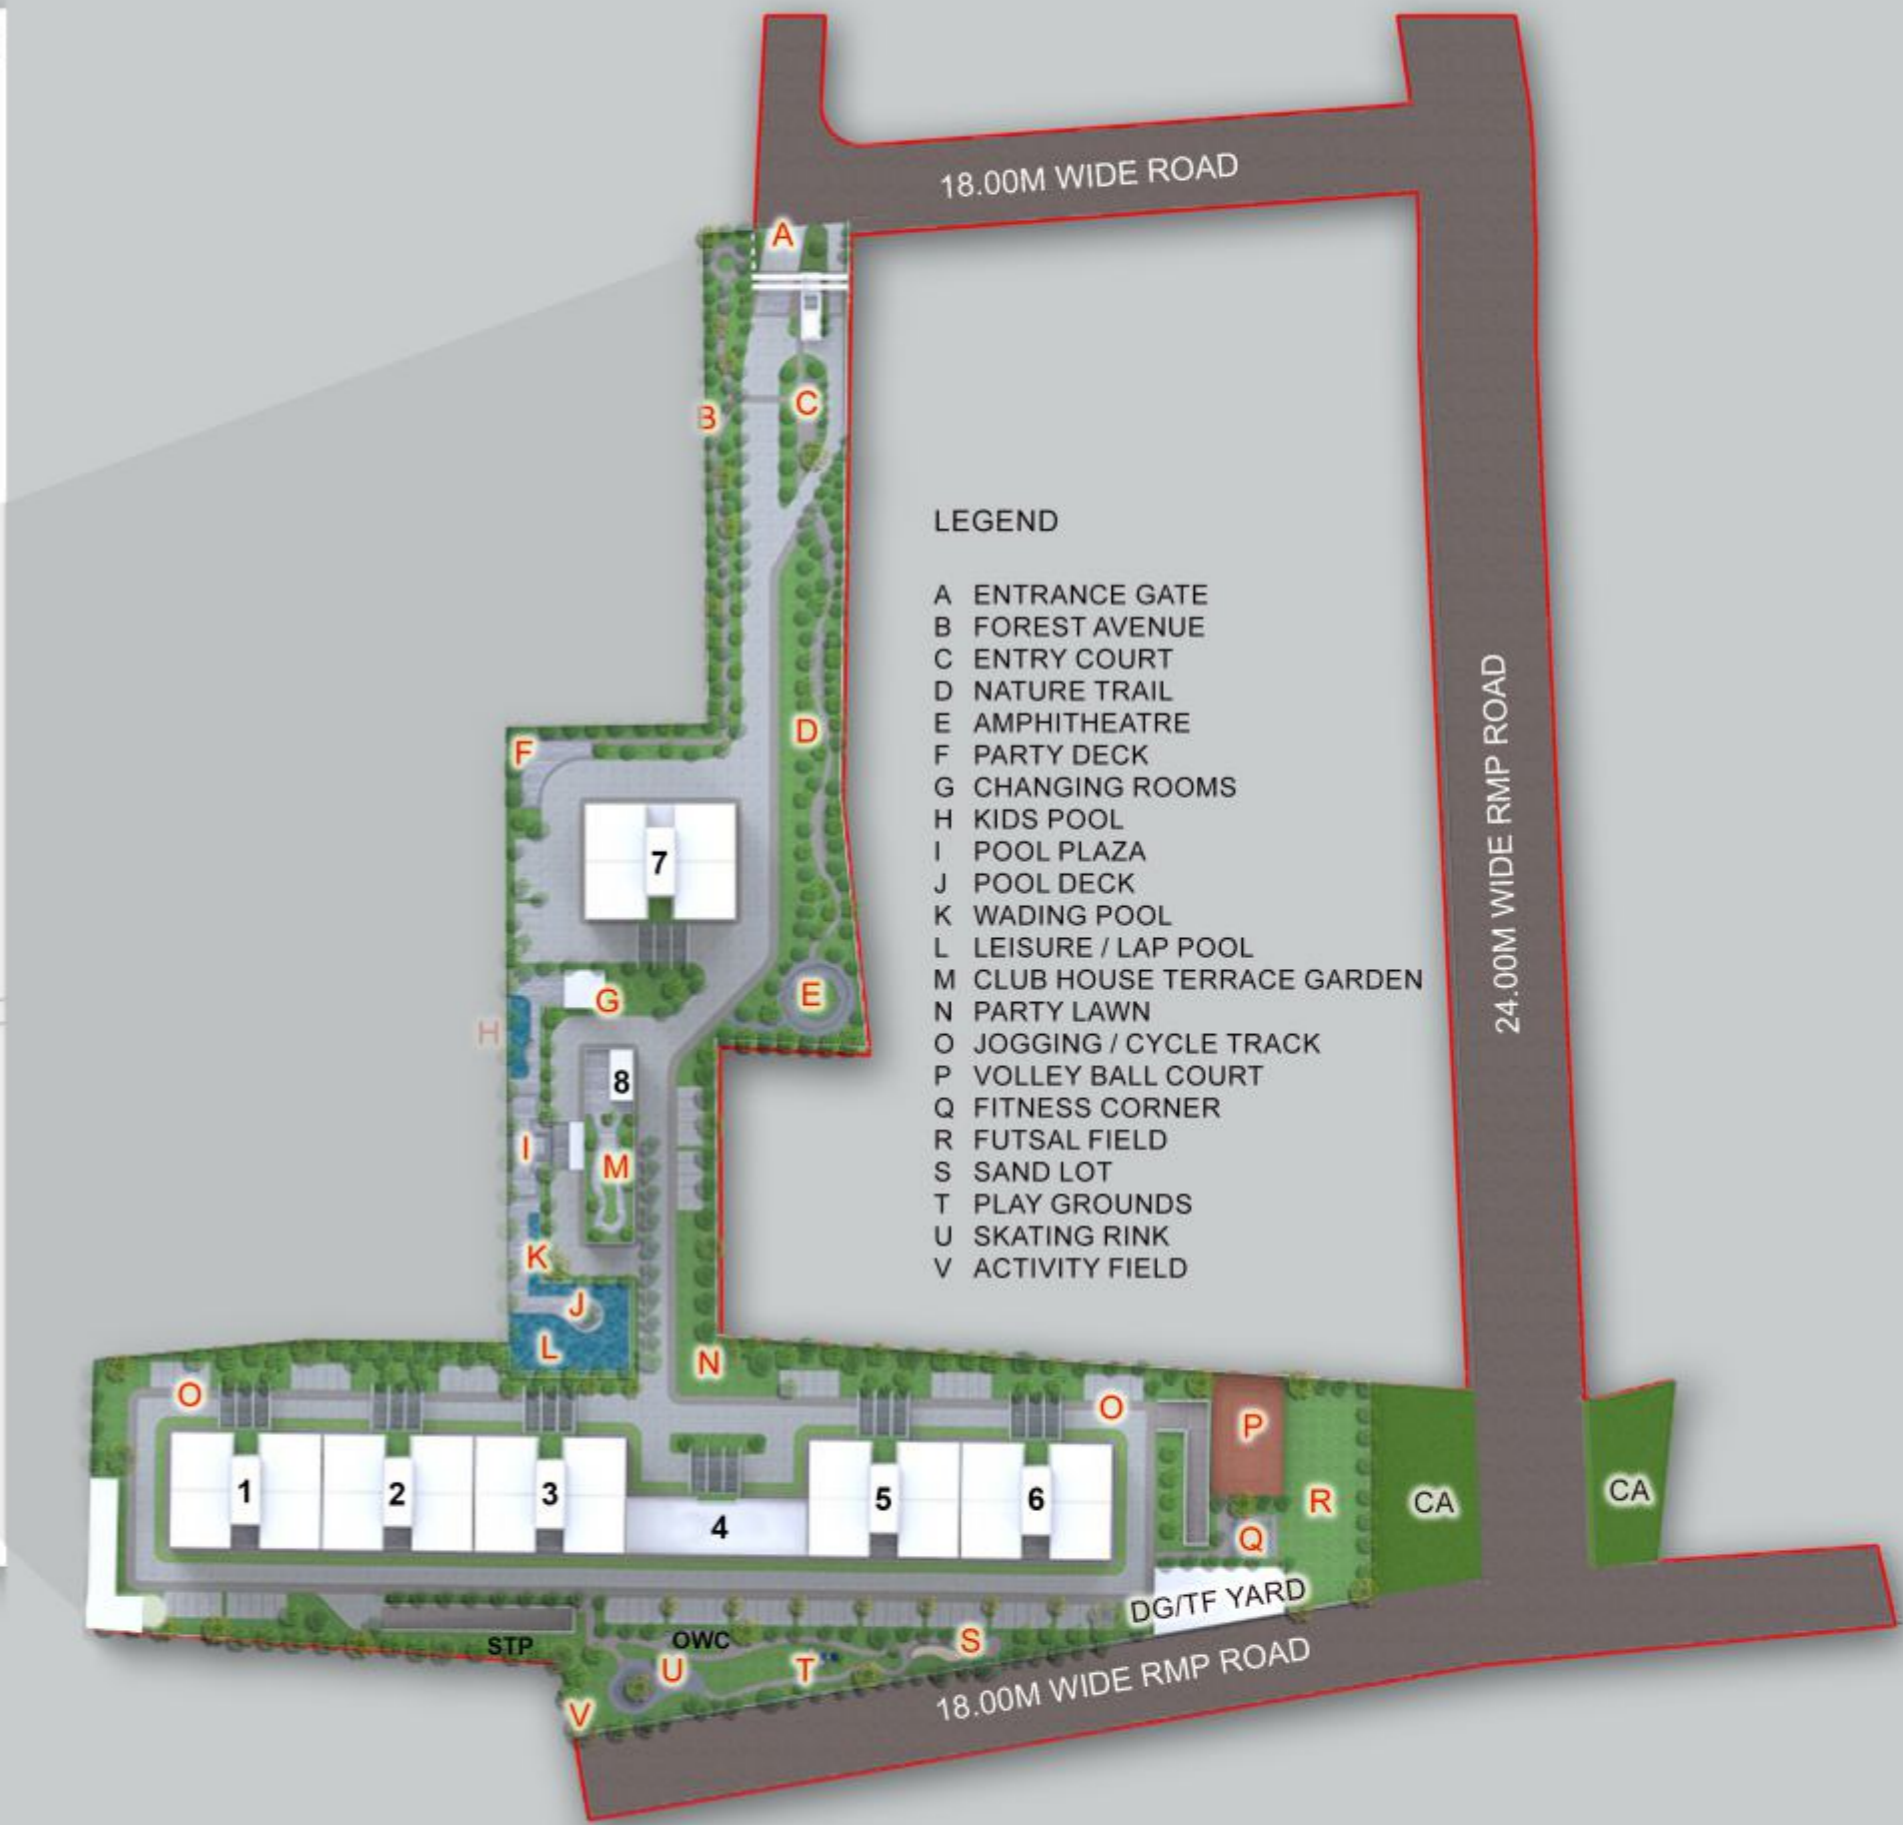 18.00M WIDE ROAD
A
B
C
LEGEND
A ENTRANCE GATE
B FOREST AVENUE
C ENTRY COURT
D NATURE TRAIL
E AMPHITHEATRE
F PARTY DECK
G CHANGING ROOMS
H KIDS POOL
I POOL PLAZA
J POOL DECK
K WADING POOL
L LEISURE / LAP POOL
M CLUB HOUSE TERRACE GARDEN
N PARTY LAWN
O JOGGING / CYCLE TRACK
P VOLLEY BALL COURT
Q FITNESS CORNER
R FUTSAL FIELD
S SAND LOT
T PLAY GROUNDS
U SKATING RINK
V ACTIVITY FIELD
24.00M WIDE RMP ROAD
D
F
7
E
G
H
8
I
M
K
J
L
N
O
O
P
1
2
3
4
5
6
Q
R
CA
CA
DG/TF YARD
STP
OWC
S
U
T
V
18.00M WIDE RMP ROAD